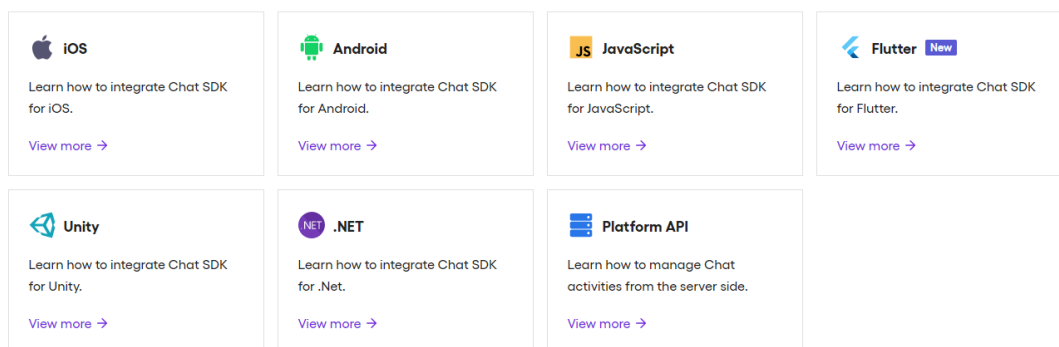 iOS
Learn how to integrate Chat SDK
for iOS.
View more →
Android
Learn how to integrate Chat SDK
for Android.
View more →
JS JavaScript
Learn how to integrate Chat SDK
for JavaScript.
View more →
Flutter New
Learn how to integrate Chat SDK
for Flutter.
View more →
Unity
Learn how to integrate Chat SDK
for Unity.
View more →
NET .NET
Learn how to integrate Chat SDK
for .Net.
View more →
Platform API
Learn how to manage Chat
activities from the server side.
View more →